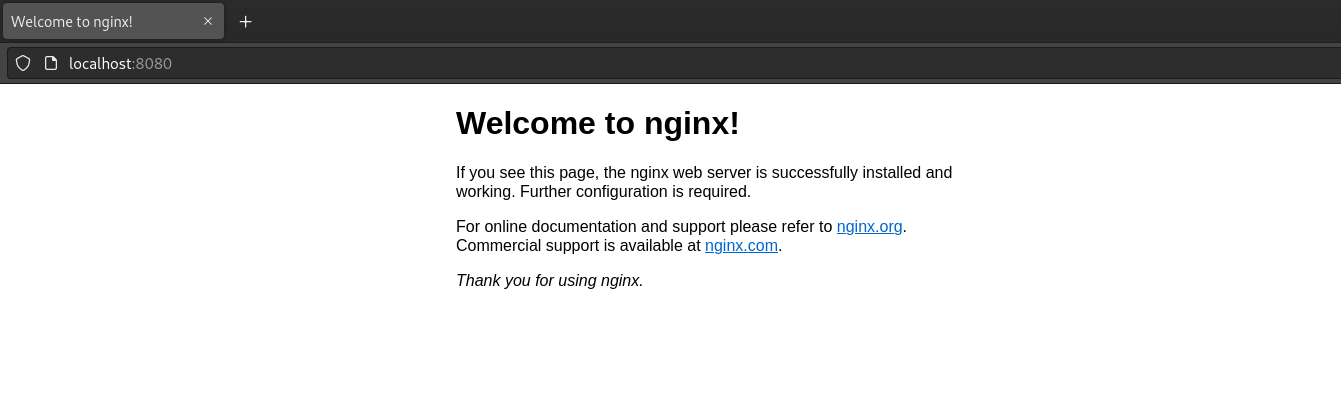 Welcome to nginx!
localhost:8080
Welcome to nginx!
If you see this page, the nginx web server is successfully installed and
working. Further configuration is required.
For online documentation and support please refer to nginx.org.
Commercial support is available at nginx.com.
Thank you for using nginx.